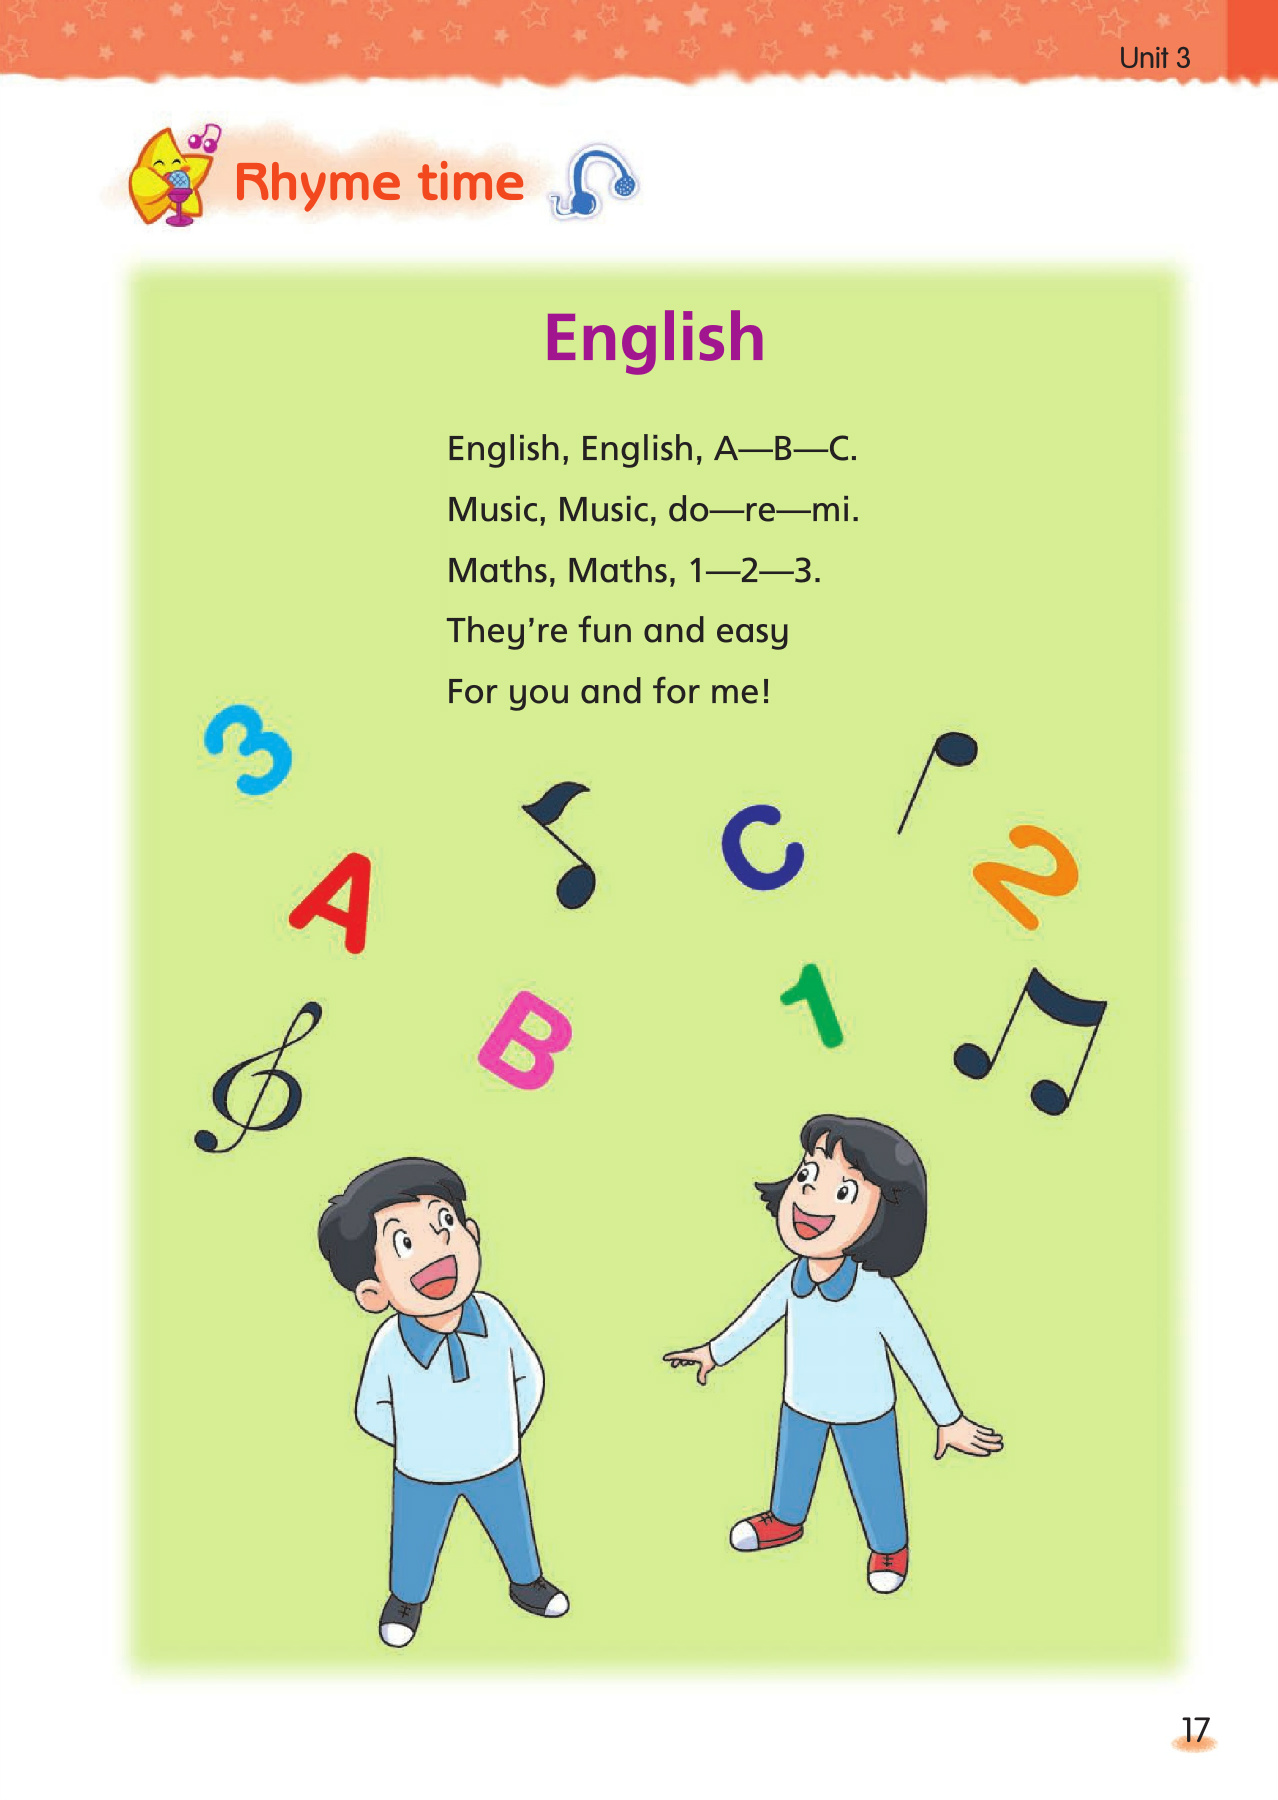 Unit 3
Rhyme time
English
English, English, A—B—C.
Music, Music, do—re—mi.
Maths, Maths, 1—2—3.
They're fun and easy
For you and for me!
3
A
C
2
B
1
17